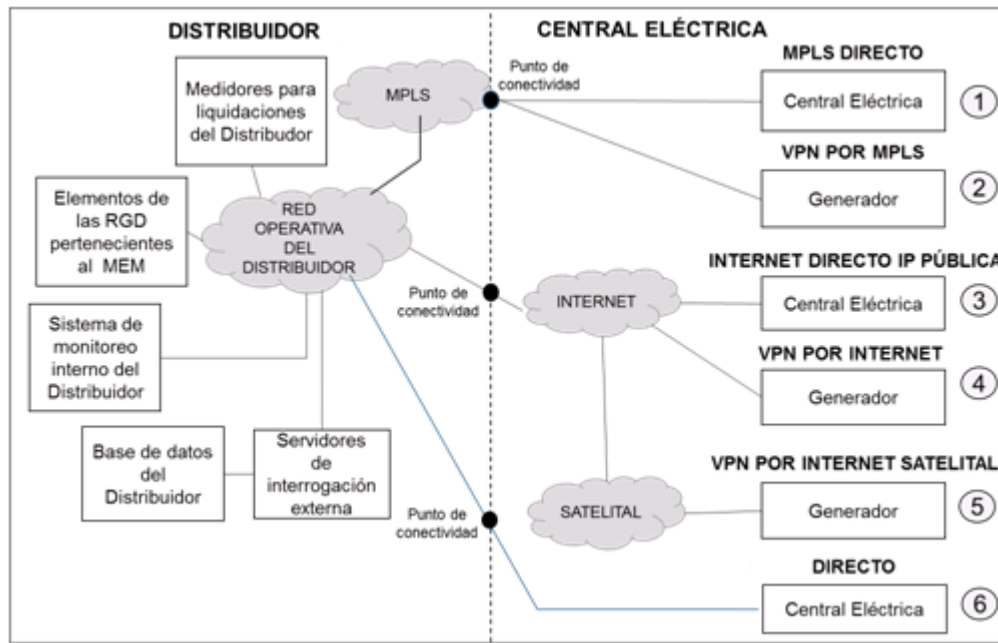 DISTRIBUIDOR
CENTRAL ELÉCTRICA
MPLS DIRECTO
Punto de
conectividad
MPLS
Medidores para
liquidaciones
del Distribudor
Central Eléctrica
1
VPN POR MPLS
Generador
2
Elementos de
las RGD
pertenecientes
al MEM
RED
OPERATIVA
DEL
DISTRIBUIDOR
INTERNET DIRECTO IP PÚBLICA
Punto de
conectividad
INTERNET
Central Eléctrica
3
Sistema de
monitoreo
interno del
Distribuidor
VPN POR INTERNET
Generador
4
Base de datos
del
Distribuidor
Servidores
de
interrogación
externa
VPN POR INTERNET SATELITAL
Punto de
conectividad
SATELITAL
Generador
5
DIRECTO
Central Eléctrica
6